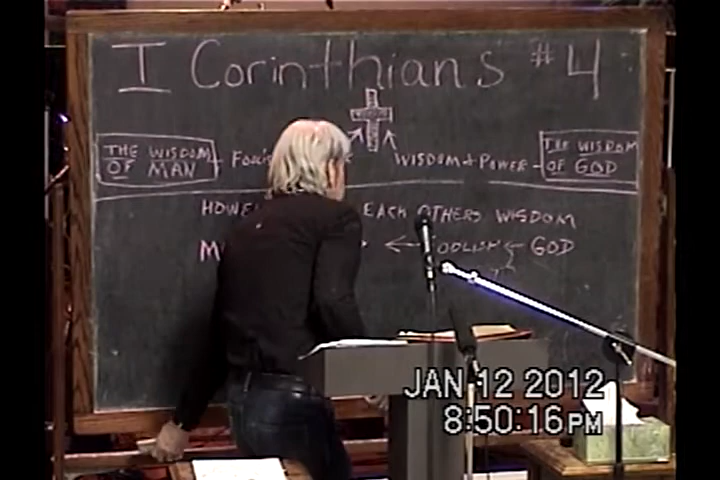 I Corinthians #4
THE WISDOM OF MAN WISDOM + POWER THE WISDOM OF GOD
EACH OTHERS WISDOM
← FOOLISH ← GOD
JAN 12 2012
8:50:16PM